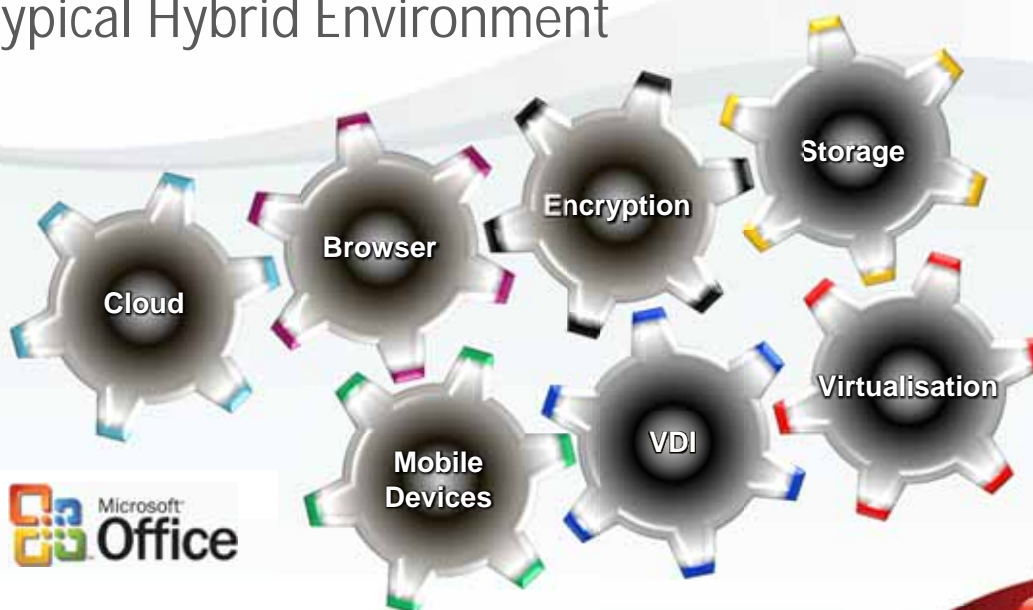 ypical Hybrid Environment
Storage
Encryption
Browser
Cloud
Virtualisation
VDI
Mobile
Devices
Microsoft
Office